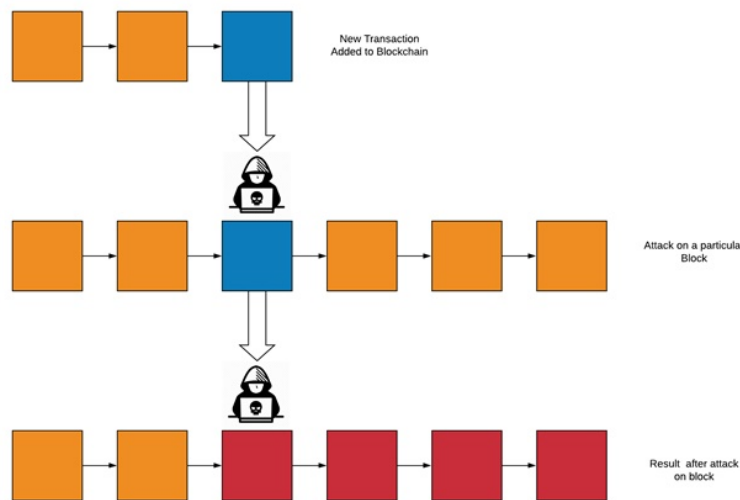 New Transaction
Added to Blockchain
Attack on a particula
Block
Result after attack
on block